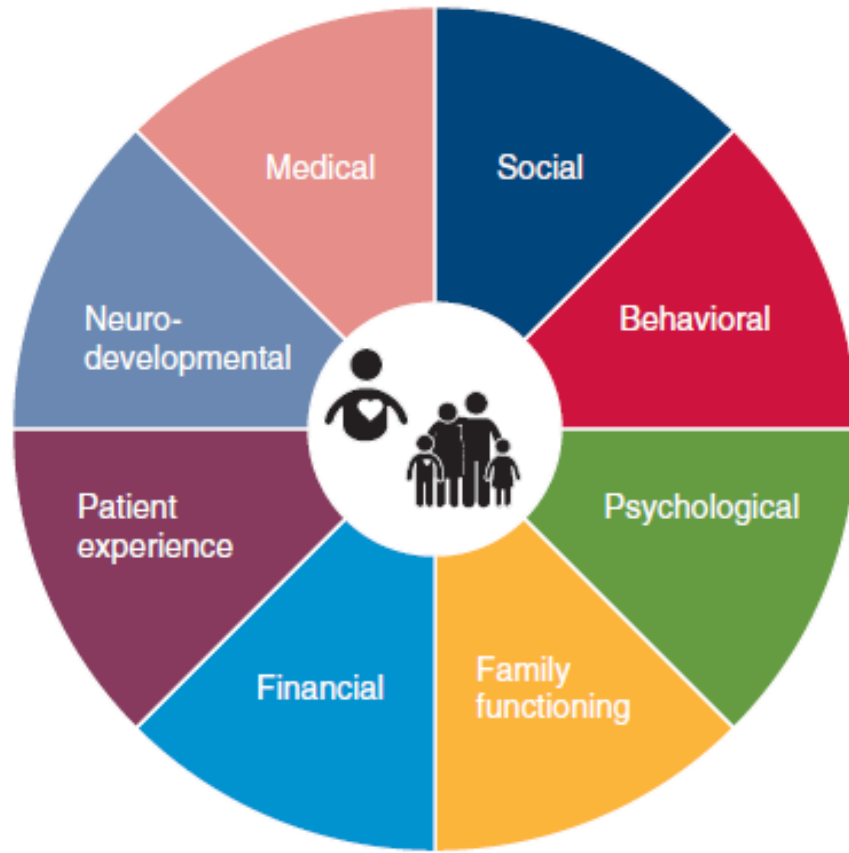 Medical
Social
Neuro-
developmental
Behavioral
Patient
experience
Psychological
Financial
Family
functioning